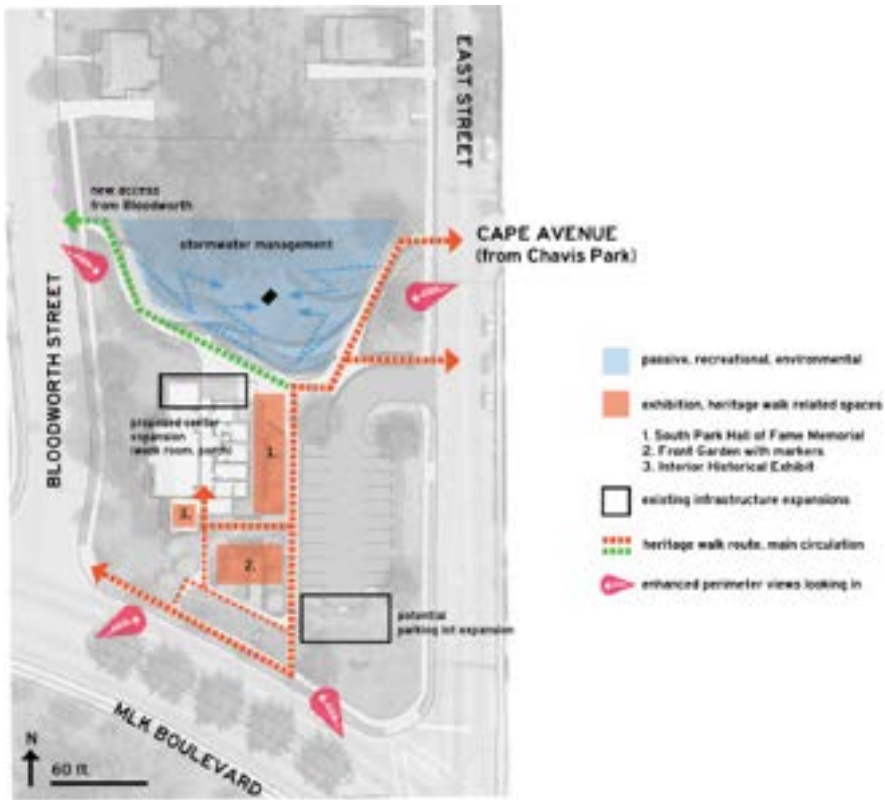 EAST STREET
new access
from Bloodworth
stormwater management
CAPE AVENUE
(from Chavis Park)
BLOODWORTH STREET
proposed center
expansion
(work room, porch)
1.
3.
2.
potential
parking lot expansion
MLK BOULEVARD
N
60 ft.
passive, recreational, environmental
exhibition, heritage walk related spaces
1. South Park Hall of Fame Memorial
2. Front Garden with markers
3. Interior Historical Exhibit
existing infrastructure expansions
heritage walk route, main circulation
enhanced perimeter views looking in